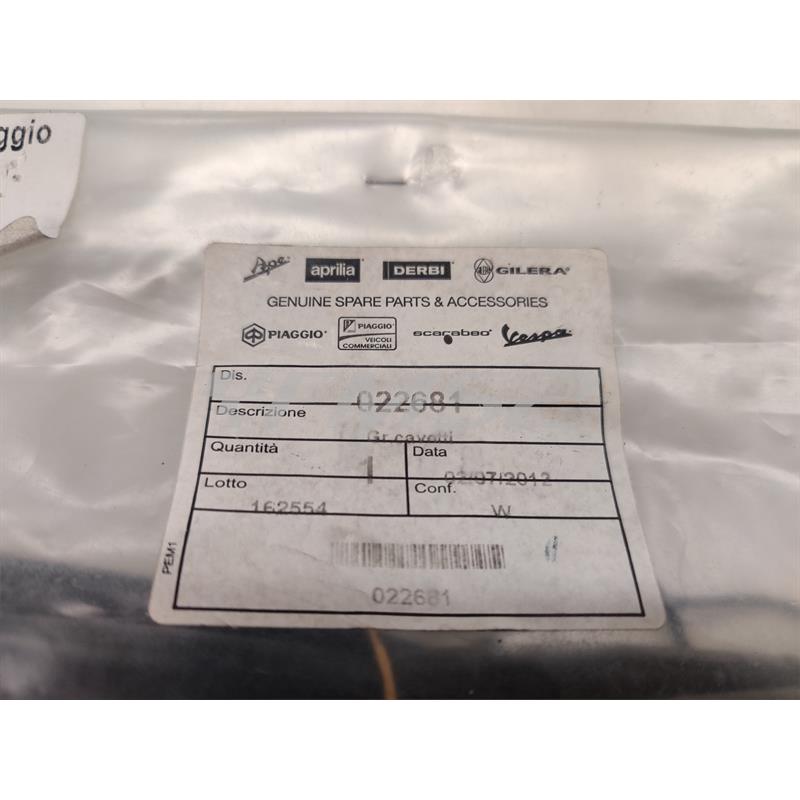 ggio
Ape aprilia DERBI GILERA
GENUINE SPARE PARTS & ACCESSORIES
PIAGGIO PIAGGIO VEICOLI COMMERCIALI scarabeo Vespa
Dis.
022681
Descrizione
Gr.cavetti
Quantità 1 Data 02/07/2012
Lotto 162554 Conf. W
PEM1
022681